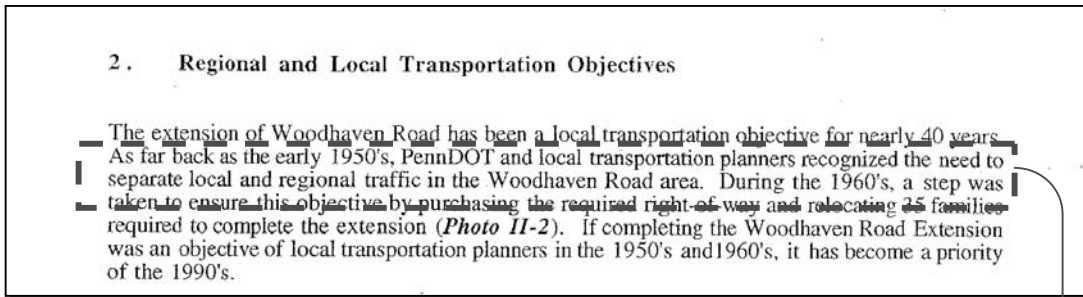 2. Regional and Local Transportation Objectives
The extension of Woodhaven Road has been a local transportation objective for nearly 40 years.
As far back as the early 1950's, PennDOT and local transportation planners recognized the need to
separate local and regional traffic in the Woodhaven Road area. During the 1960's, a step was
taken to ensure this objective by purchasing the required right-of-way and relocating 35 families
required to complete the extension (Photo II-2). If completing the Woodhaven Road Extension
was an objective of local transportation planners in the 1950's and1960's, it has become a priority
of the 1990's.